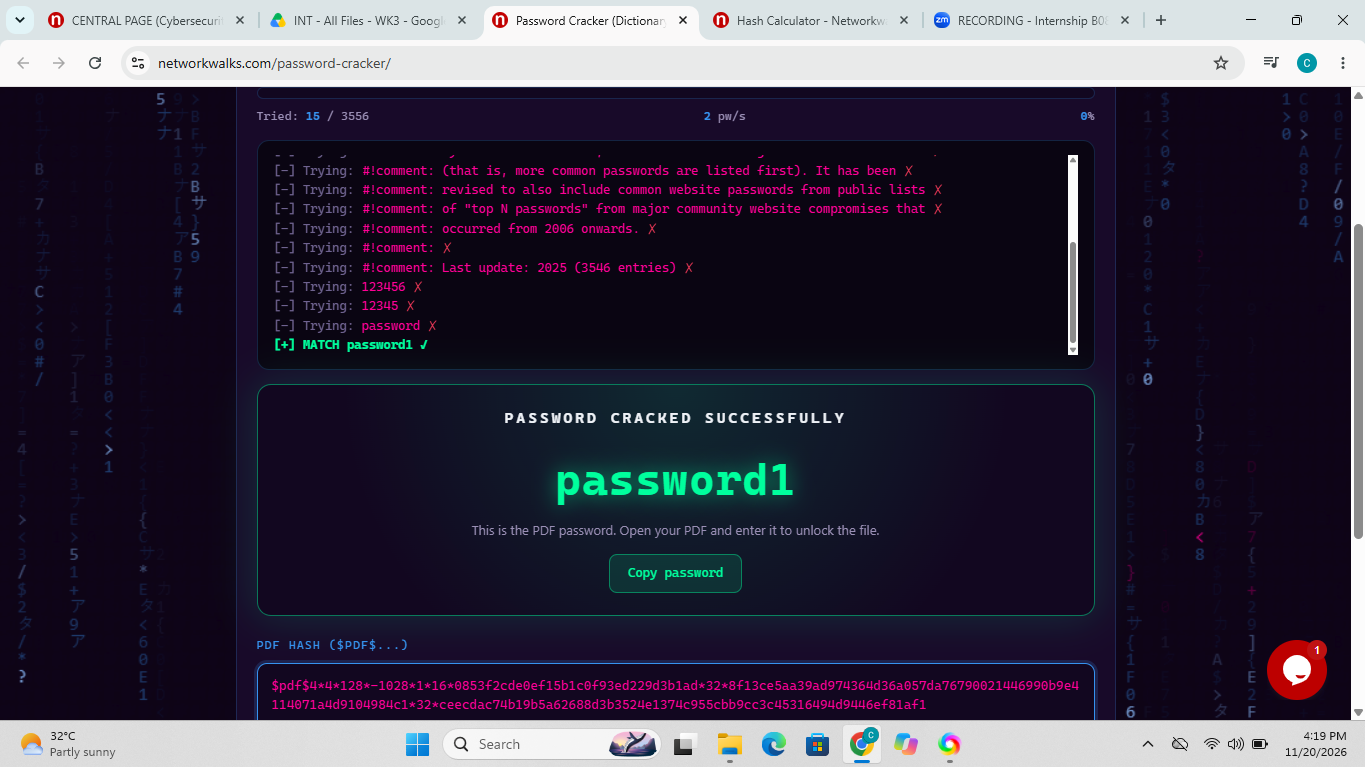 CENTRAL PAGE (Cybersecuri
INT - All Files - WK3 - Googl
Password Cracker (Dictionar
Hash Calculator - Networkw
RECORDING - Internship B08
networkwalks.com/password-cracker/
C
Tried: 15 / 3556
2 pw/s
0%
[-] Trying: #!comment: (that is, more common passwords are listed first). It has been ✗
[-] Trying: #!comment: revised to also include common website passwords from public lists ✗
[-] Trying: #!comment: of "top N passwords" from major community website compromises that ✗
[-] Trying: #!comment: occurred from 2006 onwards. ✗
[-] Trying: #!comment: ✗
[-] Trying: #!comment: Last update: 2025 (3546 entries) ✗
[-] Trying: 123456 ✗
[-] Trying: 12345 ✗
[-] Trying: password ✗
[+] MATCH password1 ✓
PASSWORD CRACKED SUCCESSFULLY
password1
This is the PDF password. Open your PDF and enter it to unlock the file.
Copy password
PDF HASH ($PDF$...)
$pdf$4*4*128*-1028*1*16*0853f2cde0ef15b1c0f93ed229d3b1ad*32*8f13ce5aa39ad974364d36a057da76790021446990b9e4
114071a4d9104984c1*32*ceecdac74b19b5a62688d3b3524e1374c955cbb9cc3c45316494d9446ef81af1
1
32°C
Partly sunny
Search
4:19 PM
11/20/2026